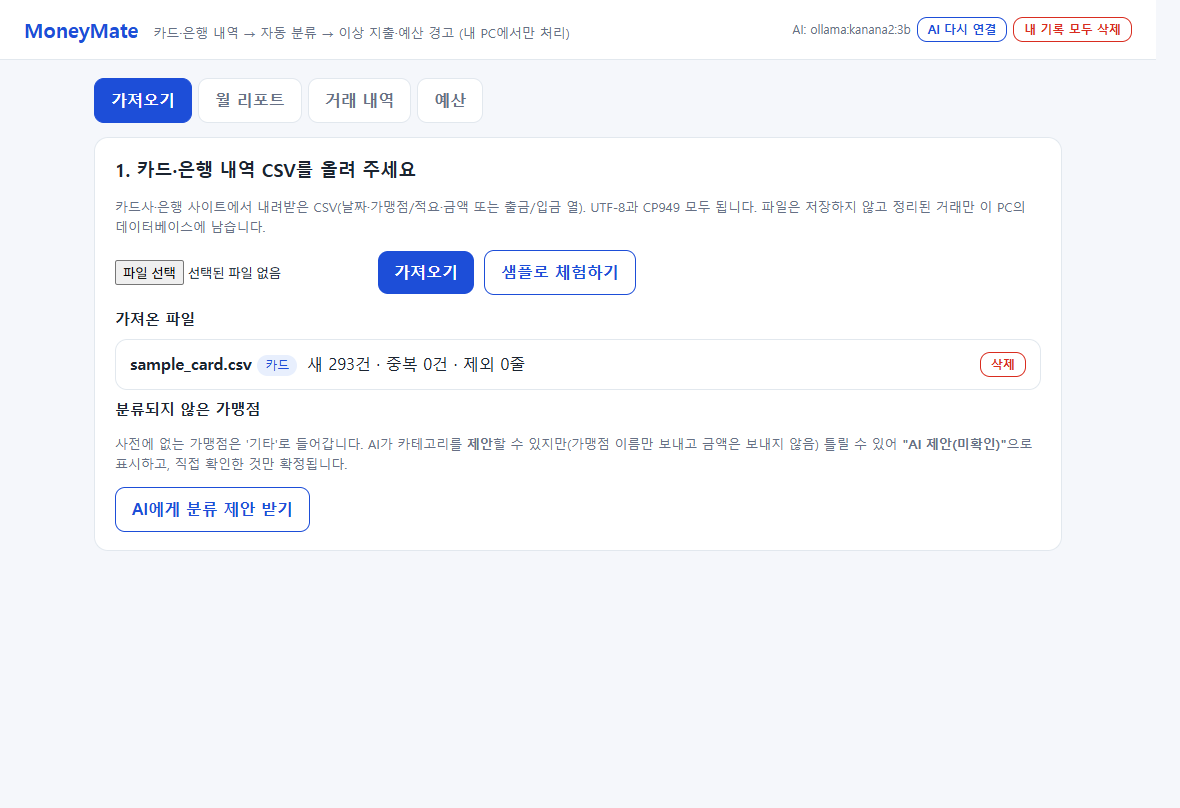 MoneyMate 카드·은행 내역 → 자동 분류 → 이상 지출·예산 경고 (내 PC에서만 처리) AI: ollama:kanana2:3b AI 다시 연결 내 기록 모두 삭제
가져오기 월 리포트 거래 내역 예산
1. 카드·은행 내역 CSV를 올려 주세요
카드사·은행 사이트에서 내려받은 CSV(날짜·가맹점/적요·금액 또는 출금/입금 열). UTF-8과 CP949 모두 됩니다. 파일은 저장하지 않고 정리된 거래만 이 PC의
데이터베이스에 남습니다.
파일 선택 선택된 파일 없음 가져오기 샘플로 체험하기
가져온 파일
sample_card.csv 카드 새 293건 · 중복 0건 · 제외 0줄 삭제
분류되지 않은 가맹점
사전에 없는 가맹점은 '기타'로 들어갑니다. AI가 카테고리를 제안할 수 있지만(가맹점 이름만 보내고 금액은 보내지 않음) 틀릴 수 있어 "AI 제안(미확인)"으로
표시하고, 직접 확인한 것만 확정됩니다.
AI에게 분류 제안 받기